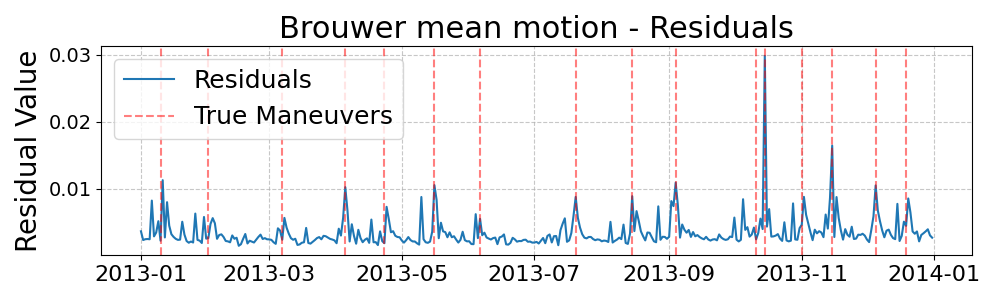 Brouwer mean motion - Residuals
Residual Value
0.03
0.02
0.01
Residuals
True Maneuvers
2013-01 2013-03 2013-05 2013-07 2013-09 2013-11 2014-01